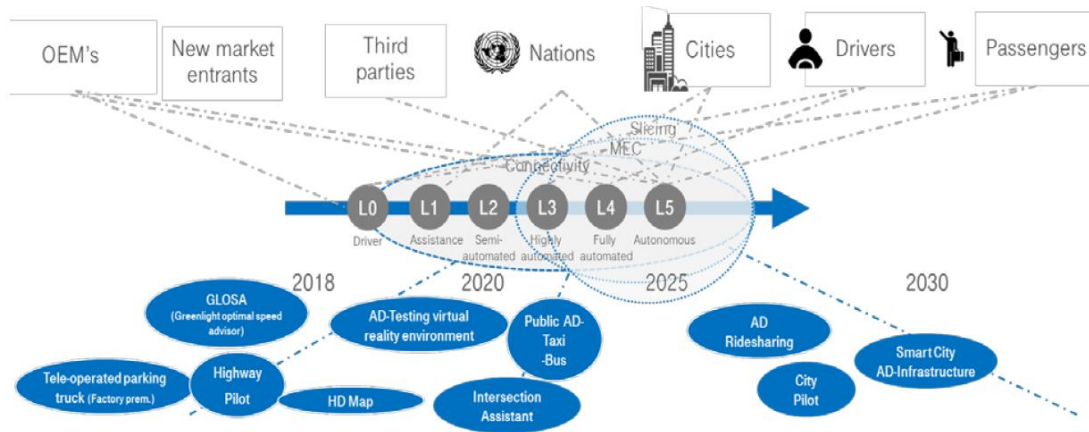 OEM's
New market
entrants
Third
parties
Nations
Cities
Drivers
Passengers
Slicing
MEC
Connectivity
L0
L1
L2
L3
L4
L5
Driver
Assistance
Semi-
automated
Highly
automated
Fully
automated
Autonomous
2018
2020
2025
2030
GLOSA
(Greenlight optimal speed
advisor)
AD-Testing virtual
reality environment
Public AD-
Taxi
-Bus
AD
Ridesharing
Smart City
AD-Infrastructure
Tele-operated parking
truck (Factory prem.)
Highway
Pilot
HD Map
Intersection
Assistant
City
Pilot